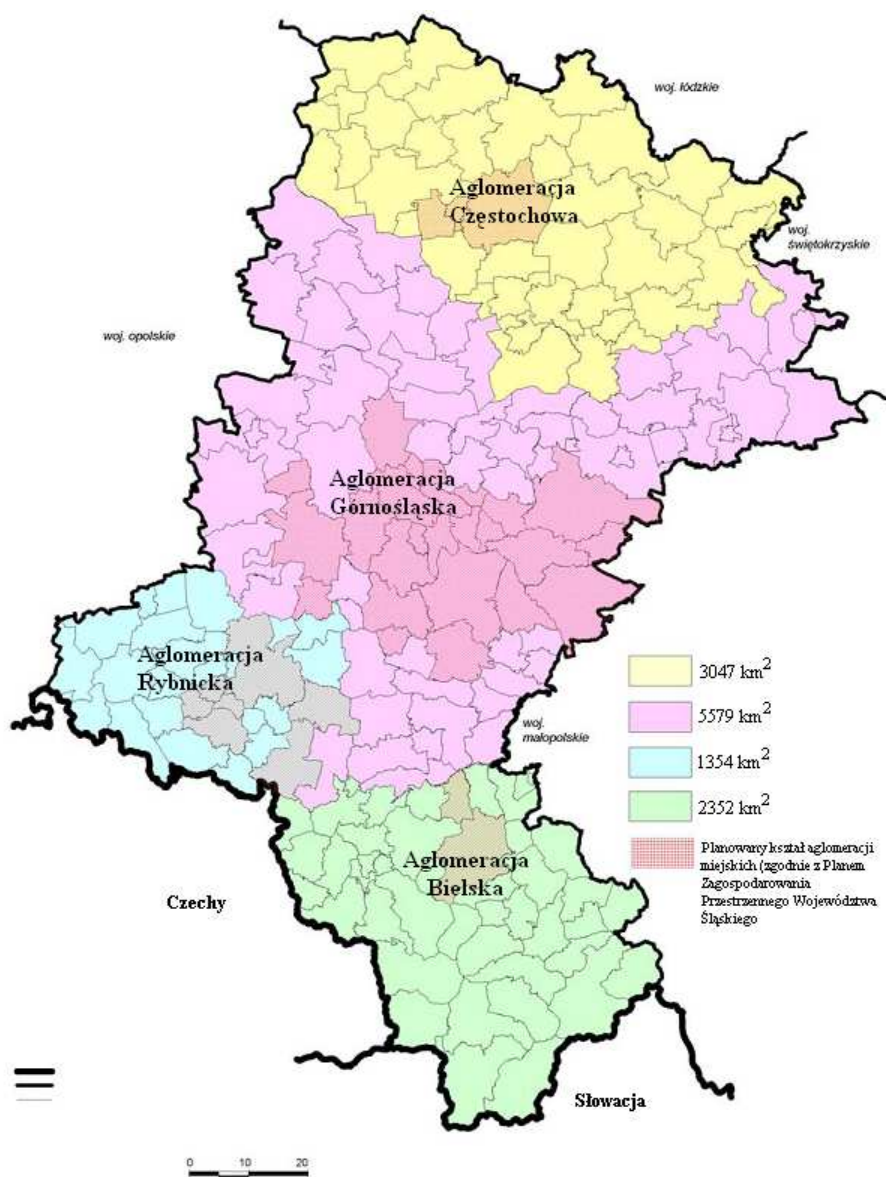 woj. łódzkie
Aglomeracja
Częstochowa
woj.
świętokrzyskie
woj. opolskie
Aglomeracja
Górnośląska
Aglomeracja
Rybnicka
woj.
małopolskie
3047 km²
5579 km²
1354 km²
2352 km²
Planowany kształt aglomeracji
miejskich (zgodnie z Planem
Zagospodarowania
Przestrzennego Województwa
Śląskiego
Aglomeracja
Bielska
Czechy
Słowacja
0 10 20